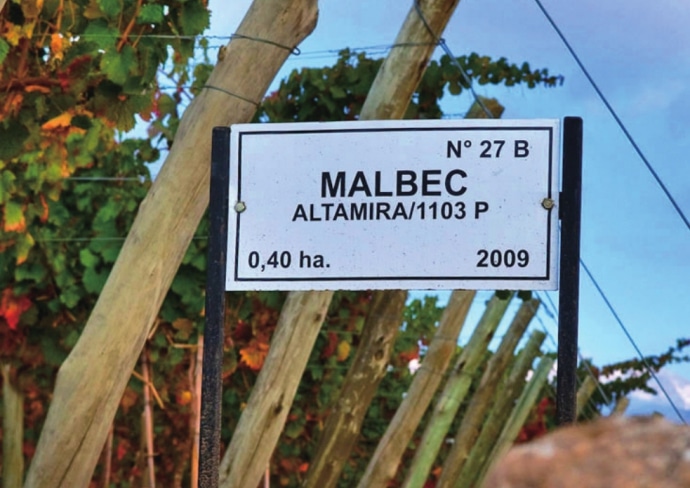 N° 27 B
MALBEC
ALTAMIRA/1103 P
0,40 ha. 2009